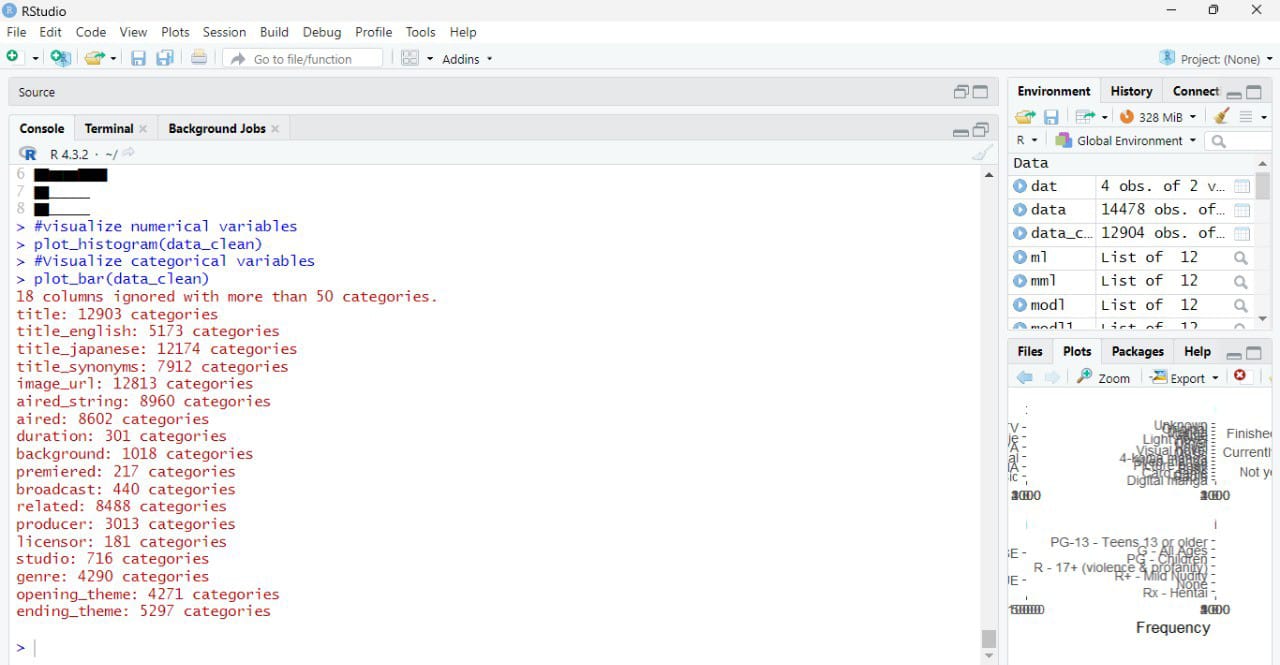 RStudio
File Edit Code View Plots Session Build Debug Profile Tools Help
Go to file/function Addins Project: (None)
Source
Console Terminal Background Jobs
R 4.3.2 · ~/
6
7
8
> #visualize numerical variables
> plot_histogram(data_clean)
> #Visualize categorical variables
> plot_bar(data_clean)
18 columns ignored with more than 50 categories.
title: 12903 categories
title_english: 5173 categories
title_japanese: 12174 categories
title_synonyms: 7912 categories
image_url: 12813 categories
aired_string: 8960 categories
aired: 8602 categories
duration: 301 categories
background: 1018 categories
premiered: 217 categories
broadcast: 440 categories
related: 8488 categories
producer: 3013 categories
licensor: 181 categories
studio: 716 categories
genre: 4290 categories
opening_theme: 4271 categories
ending_theme: 5297 categories
>
Environment History Connecti
328 MiB
R Global Environment
Data
dat 4 obs. of 2 v…
data 14478 obs. of…
data_c… 12904 obs. of…
ml List of 12
mml List of 12
modl List of 12
modl1 List of 12
Files Plots Packages Help
Zoom Export
Unknown
Light
Visual
4-koma manga
Picture
Card game
Digital manga
Finishe
Currentl
Not y
PG-13 - Teens 13 or older
G - All Ages
PG - Children
R - 17+ (violence & profanity)
R+ - Mild Nudity
None
Rx - Hentai
Frequency